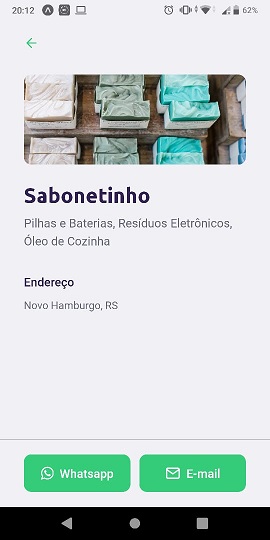 20:12
62%
Sabonetinho
Pilhas e Baterias, Resíduos Eletrônicos,
Óleo de Cozinha
Endereço
Novo Hamburgo, RS
Whatsapp
E-mail